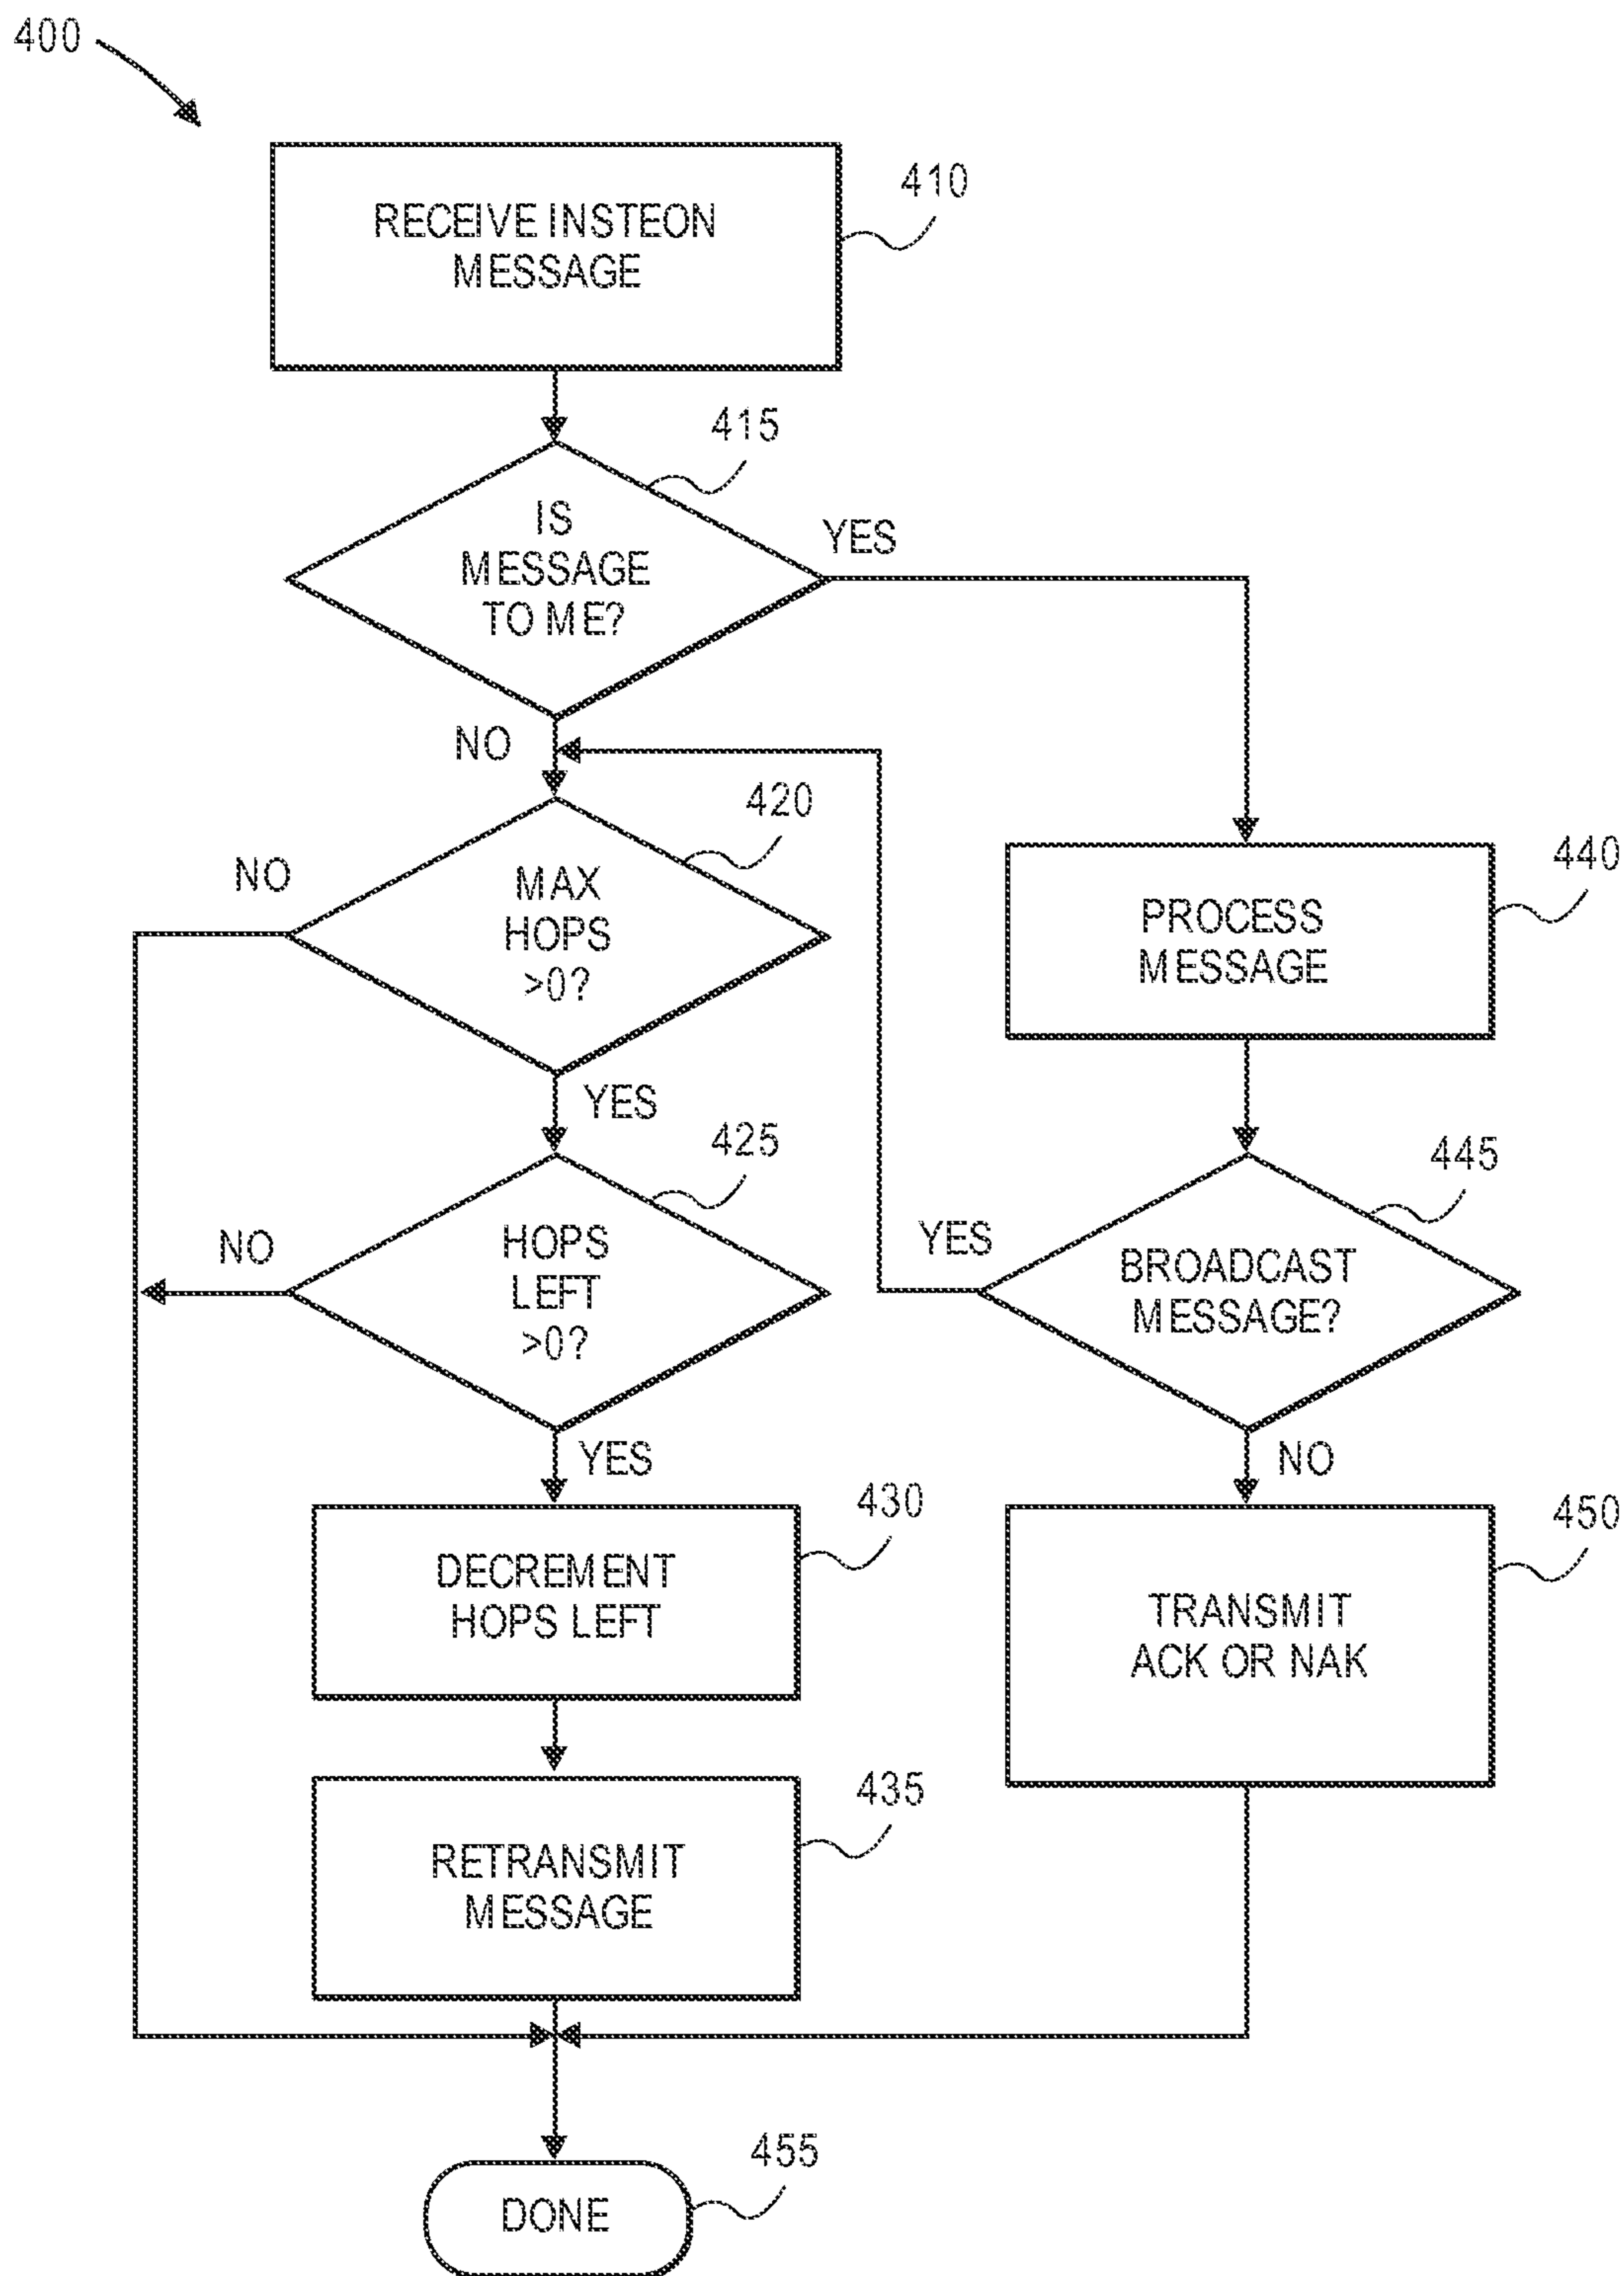 400
RECEIVE INSTEON
MESSAGE
410
415
IS
MESSAGE
TO ME?
YES
NO
420
NO
MAX
HOPS
>0?
440
PROCESS
MESSAGE
YES
425
NO
HOPS
LEFT
>0?
445
YES
BROADCAST
MESSAGE?
YES
NO
430
DECREMENT
HOPS LEFT
450
TRANSMIT
ACK OR NAK
435
RETRANSMIT
MESSAGE
455
DONE